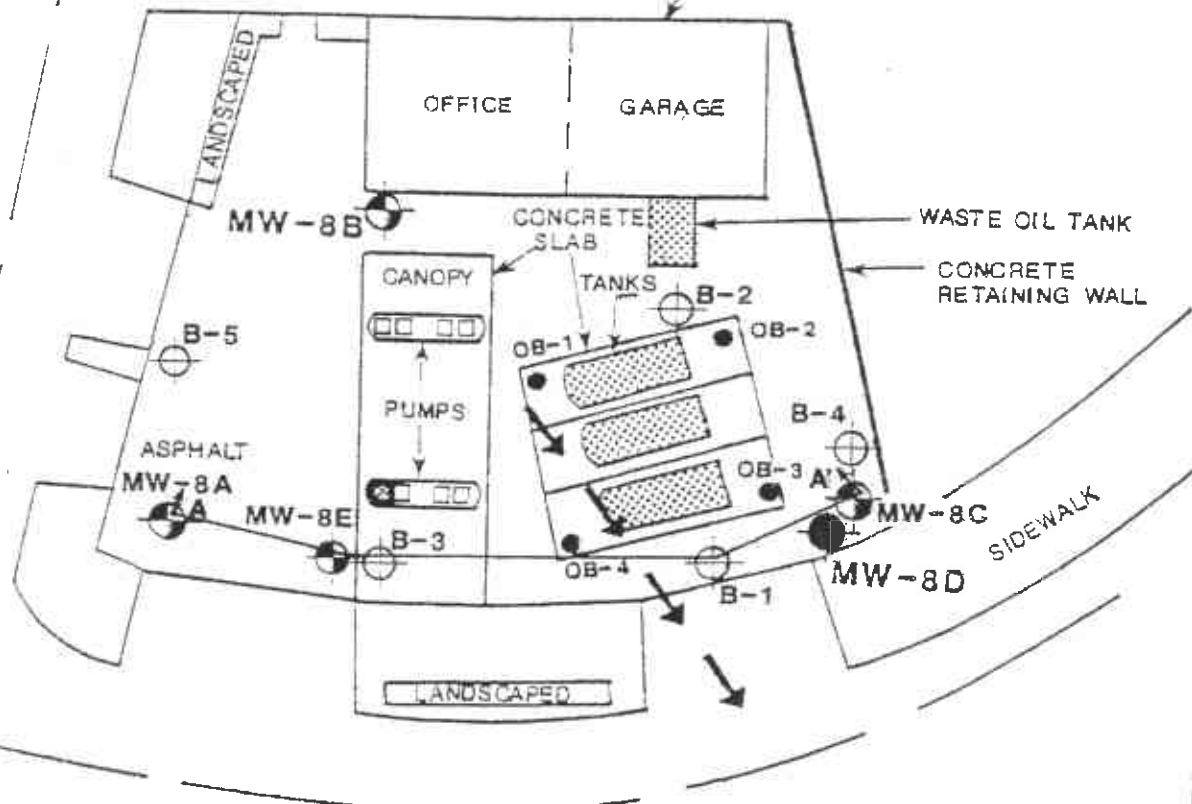 LANDSCAPED
OFFICE
GARAGE
MW-8B
CONCRETE
SLAB
WASTE OIL TANK
CANOPY
TANKS
CONCRETE
RETAINING WALL
B-2
B-5
OB-1
OB-2
PUMPS
B-4
ASPHALT
MW-8A
A
MW-8E
OB-3
A'
MW-8C
B-3
OB-4
B-1
MW-8D
SIDEWALK
LANDSCAPED